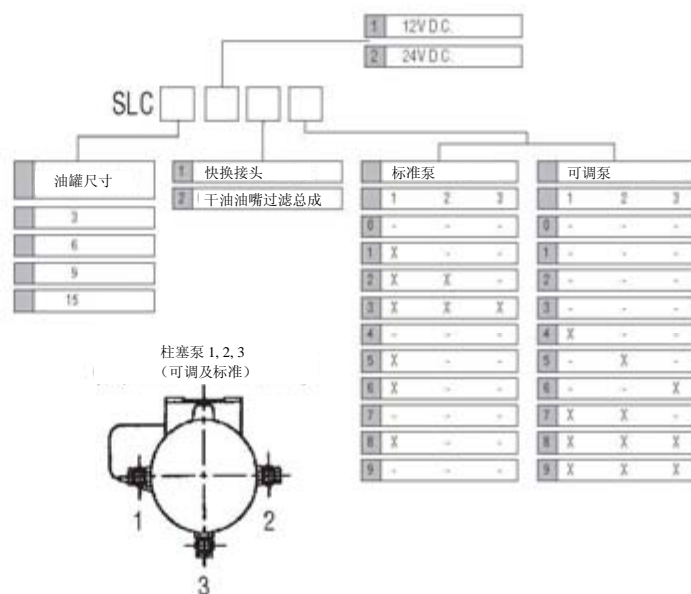 1 12V D.C.
2 24V D.C.
SLC
油罐尺寸
3
6
9
15
1 快换接头
2 干油油嘴过滤总成
标准泵
1 2 3
0 - - -
1 X - -
2 X X -
3 X X X
4 - - -
5 X - -
6 X - -
7 - - -
8 X - -
9 - - -
可调泵
1 2 3
0 - - -
1 - - -
2 - - -
3 - - -
4 X - -
5 - X -
6 - - X
7 X X -
8 X X X
9 X X X
柱塞泵 1, 2, 3
（可调及标准）
1
2
3